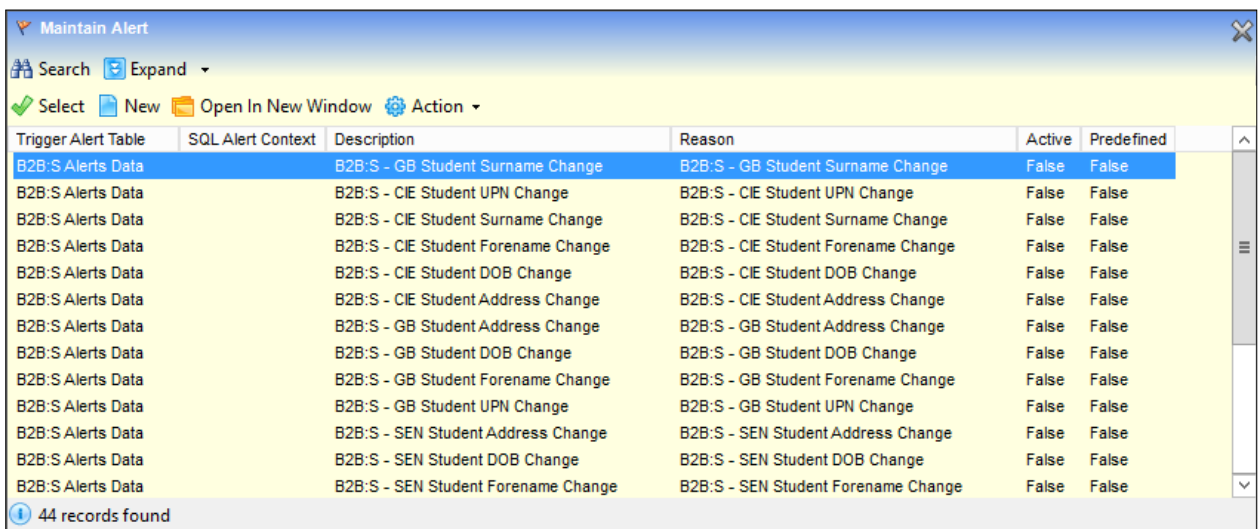 Maintain Alert
Search Expand
Select New Open In New Window Action
Trigger Alert Table SQL Alert Context Description Reason Active Predefined
B2B:S Alerts Data B2B:S - GB Student Surname Change B2B:S - GB Student Surname Change False False
B2B:S Alerts Data B2B:S - CIE Student UPN Change B2B:S - CIE Student UPN Change False False
B2B:S Alerts Data B2B:S - CIE Student Surname Change B2B:S - CIE Student Surname Change False False
B2B:S Alerts Data B2B:S - CIE Student Forename Change B2B:S - CIE Student Forename Change False False
B2B:S Alerts Data B2B:S - CIE Student DOB Change B2B:S - CIE Student DOB Change False False
B2B:S Alerts Data B2B:S - CIE Student Address Change B2B:S - CIE Student Address Change False False
B2B:S Alerts Data B2B:S - GB Student Address Change B2B:S - GB Student Address Change False False
B2B:S Alerts Data B2B:S - GB Student DOB Change B2B:S - GB Student DOB Change False False
B2B:S Alerts Data B2B:S - GB Student Forename Change B2B:S - GB Student Forename Change False False
B2B:S Alerts Data B2B:S - GB Student UPN Change B2B:S - GB Student UPN Change False False
B2B:S Alerts Data B2B:S - SEN Student Address Change B2B:S - SEN Student Address Change False False
B2B:S Alerts Data B2B:S - SEN Student DOB Change B2B:S - SEN Student DOB Change False False
B2B:S Alerts Data B2B:S - SEN Student Forename Change B2B:S - SEN Student Forename Change False False
44 records found